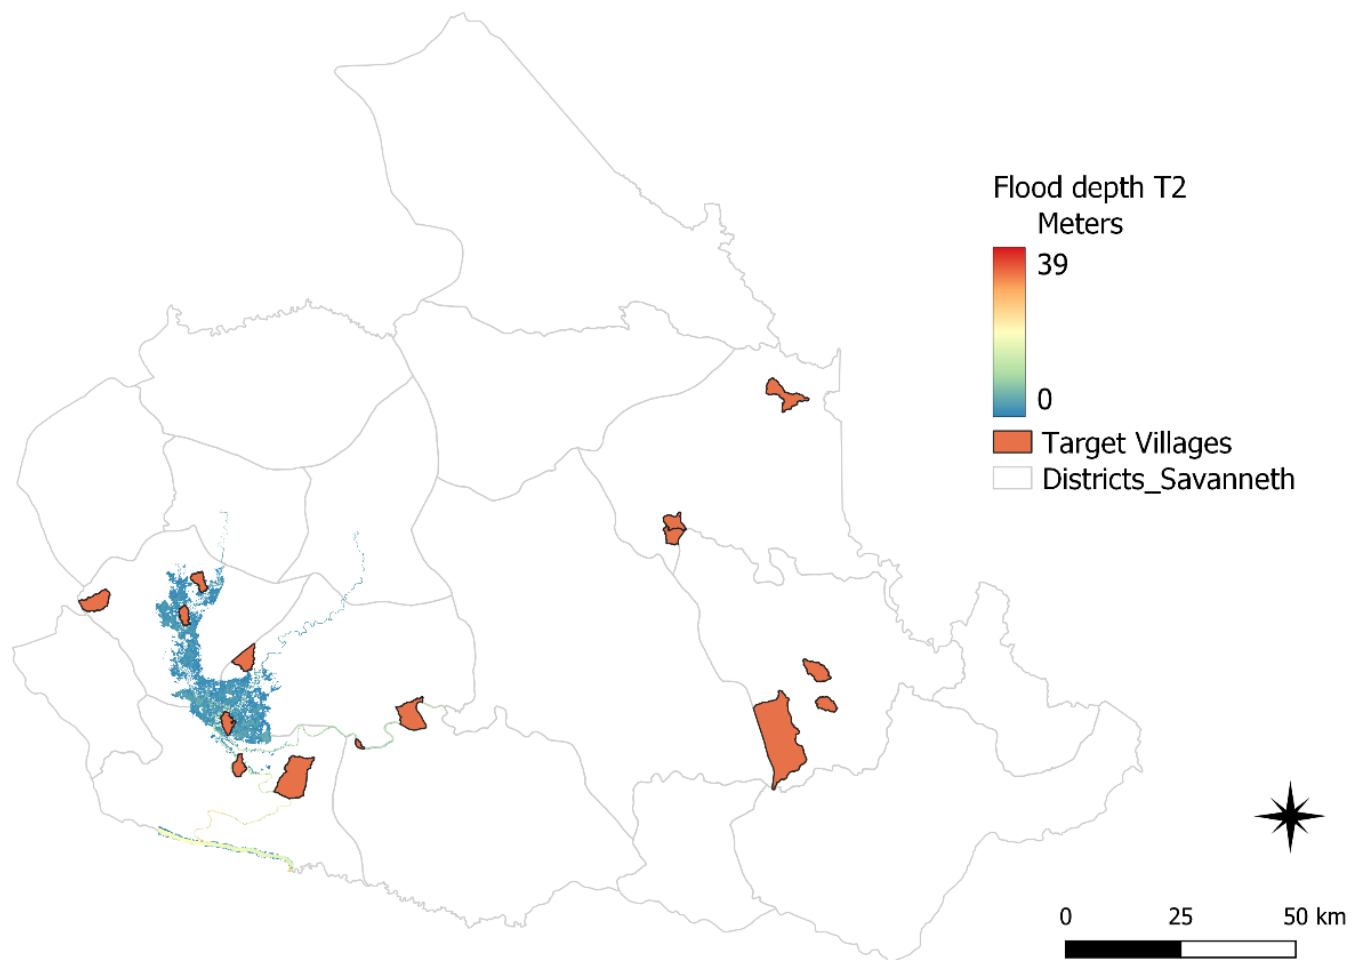 Flood depth T2
Meters
39
0
Target Villages
Districts_Savanneth
0 25 50 km